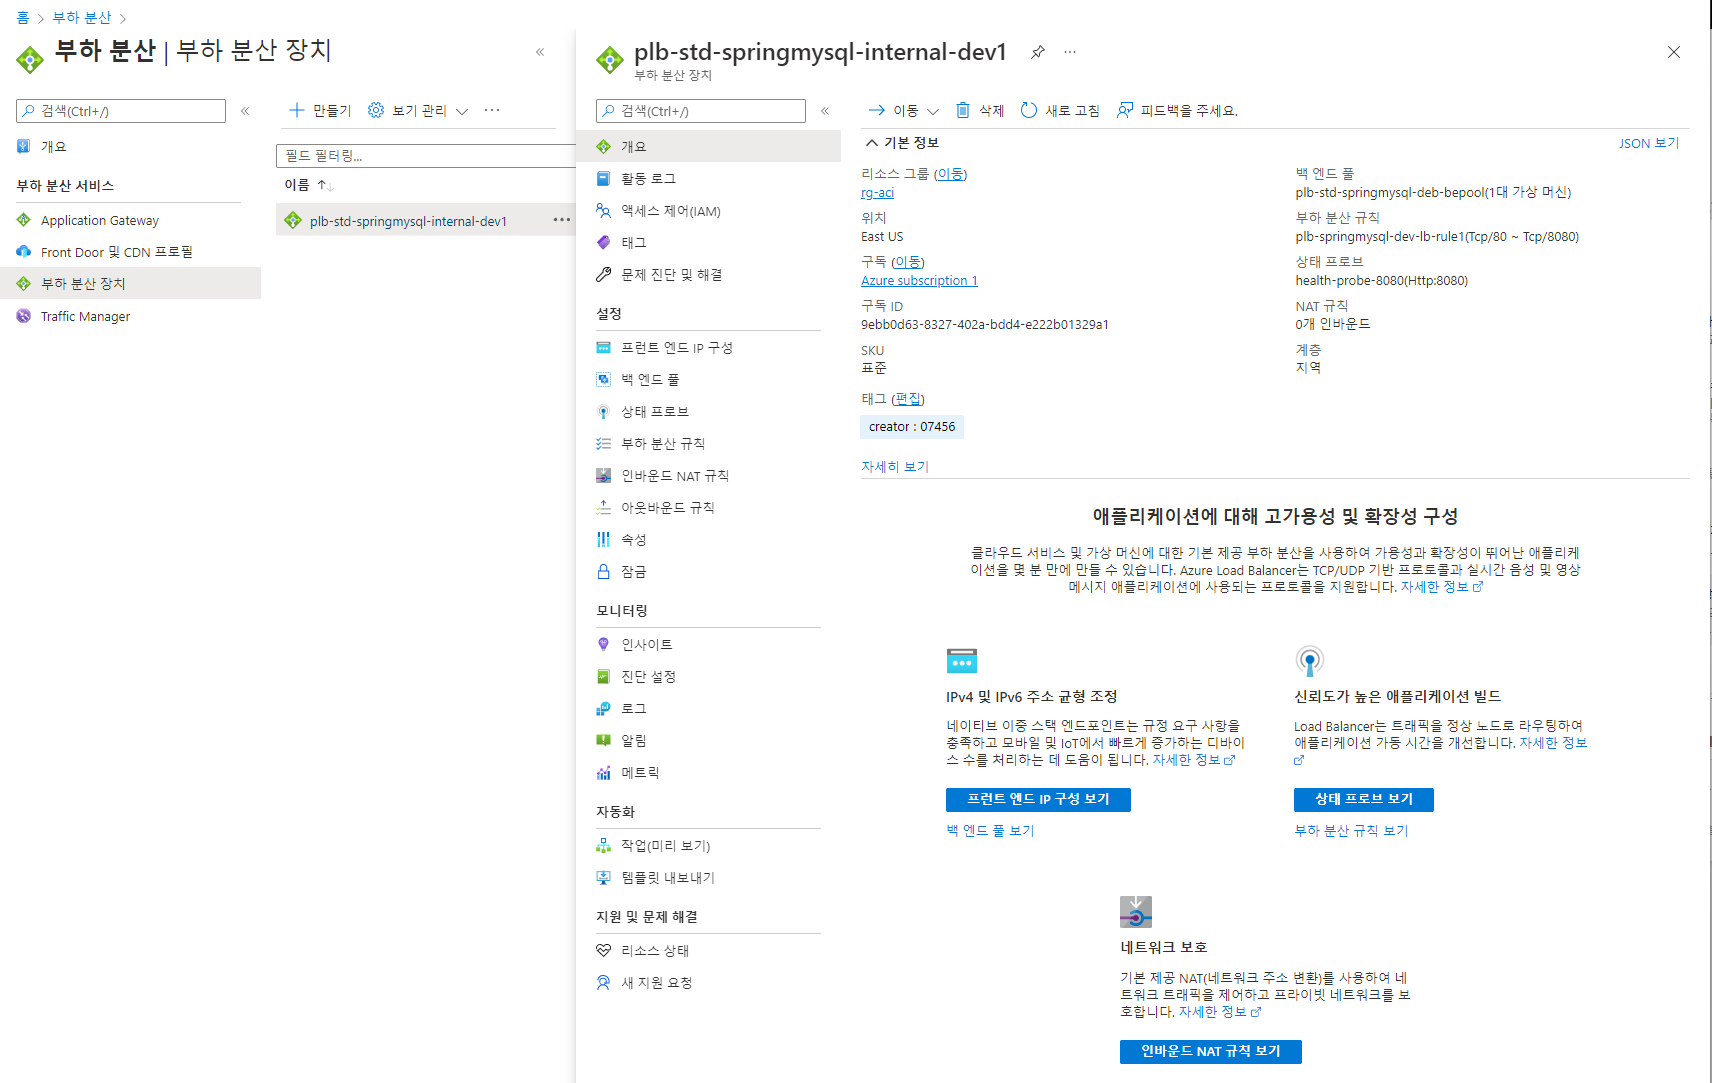 홈 > 부하 분산 >
부하 분산 | 부하 분산 장치
«
검색(Ctrl+/)
«
개요
부하 분산 서비스
Application Gateway
Front Door 및 CDN 프로필
부하 분산 장치
Traffic Manager
만들기 보기 관리 ...
필드 필터링...
이름 ↑↓
plb-std-springmysql-internal-dev1 ...
plb-std-springmysql-internal-dev1 ...
부하 분산 장치
검색(Ctrl+/)
«
개요
활동 로그
액세스 제어(IAM)
태그
문제 진단 및 해결
설정
프런트 엔드 IP 구성
백 엔드 풀
상태 프로브
부하 분산 규칙
인바운드 NAT 규칙
아웃바운드 규칙
속성
잠금
모니터링
인사이트
진단 설정
로그
알림
메트릭
자동화
작업(미리 보기)
템플릿 내보내기
지원 및 문제 해결
리소스 상태
새 지원 요청
이동 삭제 새로 고침 피드백을 주세요.
기본 정보
JSON 보기
리소스 그룹 (이동)
rg-aci
위치
East US
구독 (이동)
Azure subscription 1
구독 ID
9ebb0d63-8327-402a-bdd4-e222b01329a1
SKU
표준
백 엔드 풀
plb-std-springmysql-deb-bepool(1대 가상 머신)
부하 분산 규칙
plb-springmysql-dev-lb-rule1(Tcp/80 ~ Tcp/8080)
상태 프로브
health-probe-8080(Http:8080)
NAT 규칙
0개 인바운드
계층
지역
태그 (편집)
creator : 07456
자세히 보기
애플리케이션에 대해 고가용성 및 확장성 구성
클라우드 서비스 및 가상 머신에 대한 기본 제공 부하 분산을 사용하여 가용성과 확장성이 뛰어난 애플리케
이션을 몇 분 만에 만들 수 있습니다. Azure Load Balancer는 TCP/UDP 기반 프로토콜과 실시간 음성 및 영상
메시지 애플리케이션에 사용되는 프로토콜을 지원합니다. 자세한 정보
IPv4 및 IPv6 주소 균형 조정
네이티브 이중 스택 엔드포인트는 규정 요구 사항을
충족하고 모바일 및 IoT에서 빠르게 증가하는 디바이
스 수를 처리하는 데 도움이 됩니다. 자세한 정보
프런트 엔드 IP 구성 보기
백 엔드 풀 보기
신뢰도가 높은 애플리케이션 빌드
Load Balancer는 트래픽을 정상 노드로 라우팅하여
애플리케이션 가동 시간을 개선합니다. 자세한 정보
상태 프로브 보기
부하 분산 규칙 보기
네트워크 보호
기본 제공 NAT(네트워크 주소 변환)를 사용하여 네
트워크 트래픽을 제어하고 프라이빗 네트워크를 보
호합니다. 자세한 정보
인바운드 NAT 규칙 보기